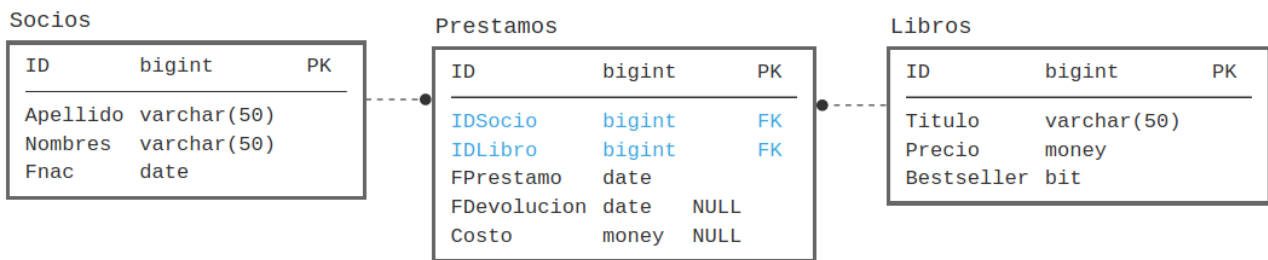 Socios
ID bigint PK
Apellido varchar(50)
Nombres varchar(50)
Fnac date
Prestamos
ID bigint PK
IDSocio bigint FK
IDLibro bigint FK
FPrestamo date
FDevolucion date NULL
Costo money NULL
Libros
ID bigint PK
Titulo varchar(50)
Precio money
Bestseller bit